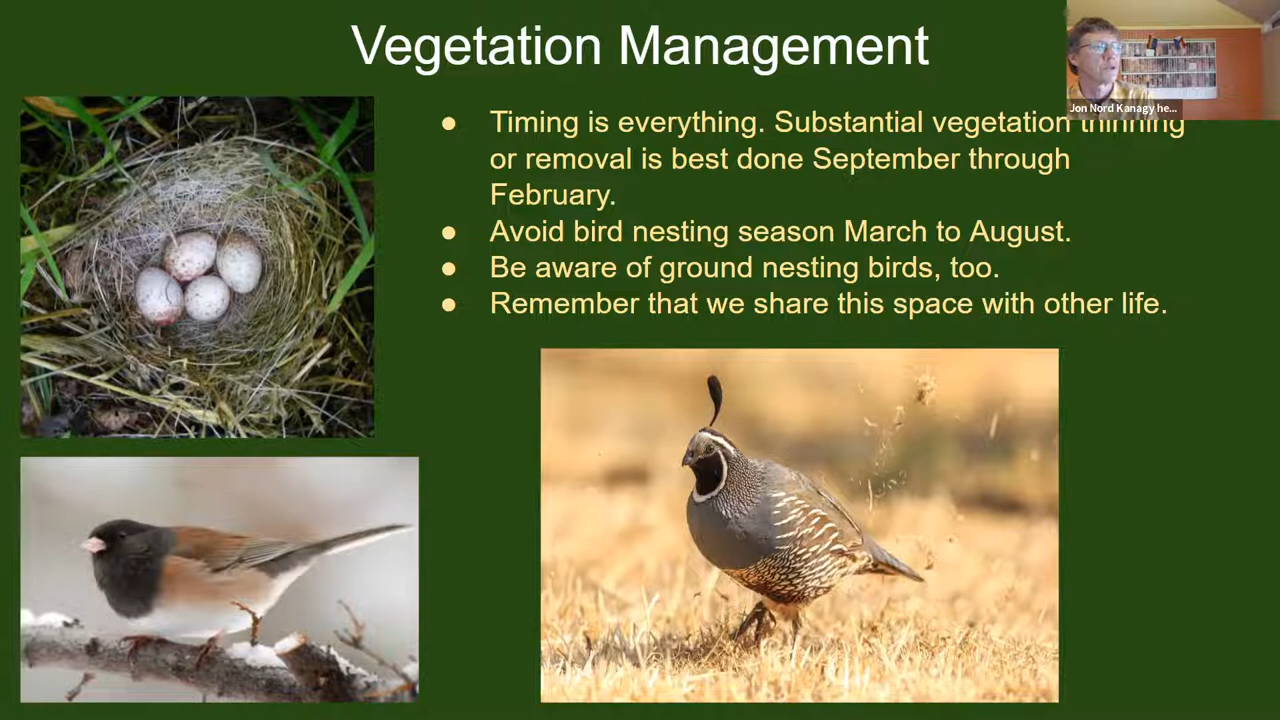 Vegetation Management
Jon Nord Kanagy he...
● Timing is everything. Substantial vegetation thinning
or removal is best done September through
February.
● Avoid bird nesting season March to August.
● Be aware of ground nesting birds, too.
● Remember that we share this space with other life.